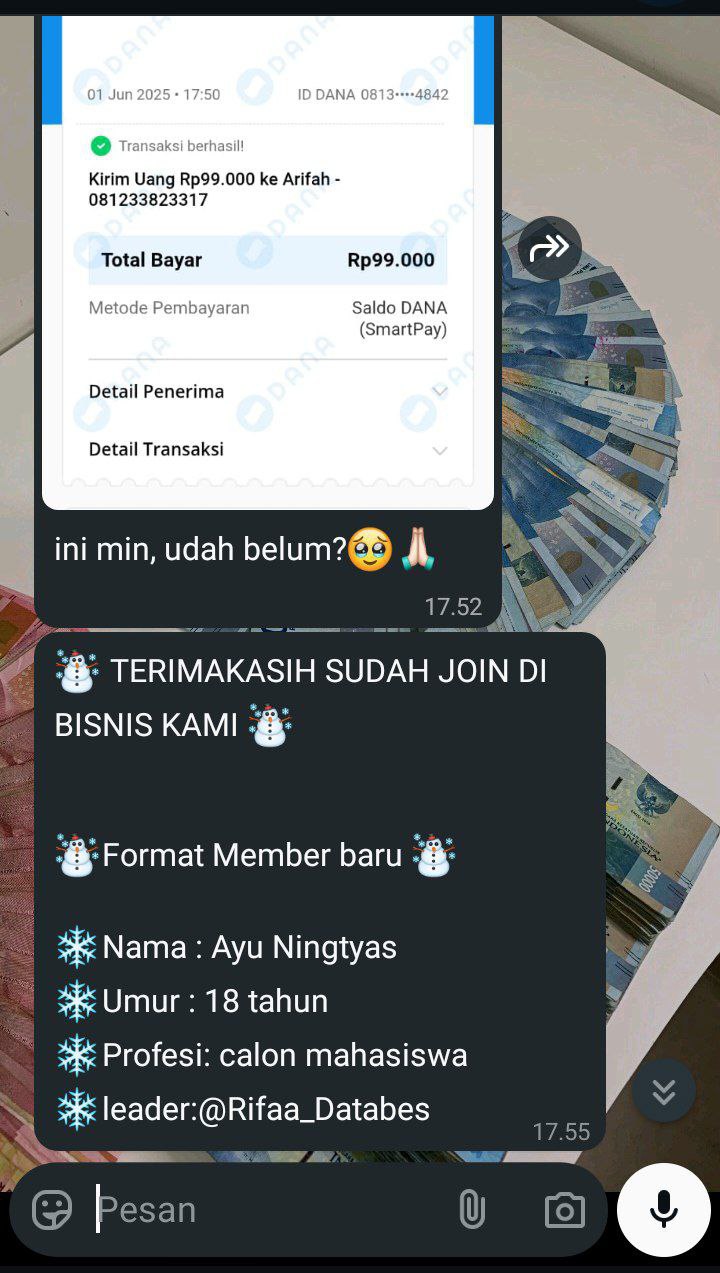 01 Jun 2025 • 17:50 ID DANA 0813••••4842
Transaksi berhasil!
Kirim Uang Rp99.000 ke Arifah -
081233823317
Total Bayar Rp99.000
Metode Pembayaran Saldo DANA
(SmartPay)
Detail Penerima
Detail Transaksi
ini min, udah belum?🥹🙏🏻
17.52
☃️ TERIMAKASIH SUDAH JOIN DI
BISNIS KAMI ☃️
☃️Format Member baru ☃️
❄️Nama : Ayu Ningtyas
❄️Umur : 18 tahun
❄️Profesi: calon mahasiswa
❄️leader:@Rifaa_Databes
17.55
Pesan
DANA
50000